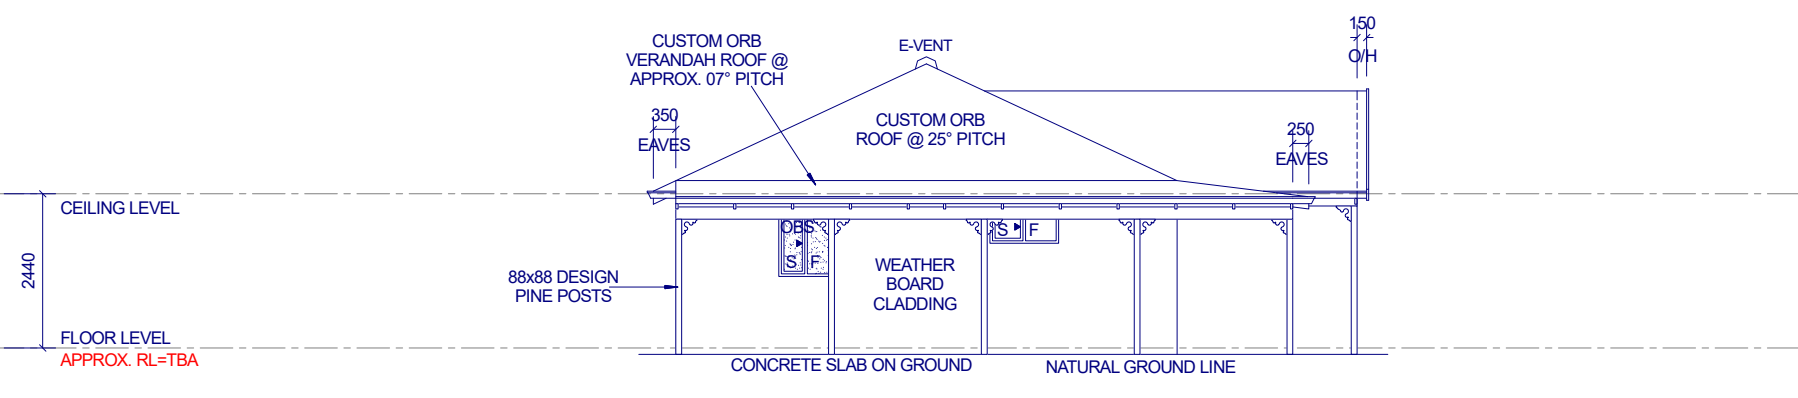 150
O/H
CUSTOM ORB
VERANDAH ROOF @
APPROX. 07° PITCH
E-VENT
350
EAVES
CUSTOM ORB
ROOF @ 25° PITCH
250
EAVES
CEILING LEVEL
2440
OBS
S F
S F
88x88 DESIGN
PINE POSTS
WEATHER
BOARD
CLADDING
FLOOR LEVEL
APPROX. RL=TBA
CONCRETE SLAB ON GROUND
NATURAL GROUND LINE